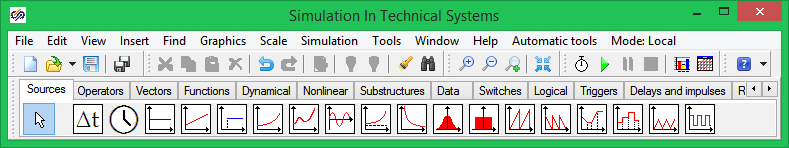 Simulation In Technical Systems
File Edit View Insert Find Graphics Scale Simulation Tools Window Help Automatic tools Mode: Local
Sources Operators Vectors Functions Dynamical Nonlinear Substructures Data Switches Logical Triggers Delays and impulses R
Δt